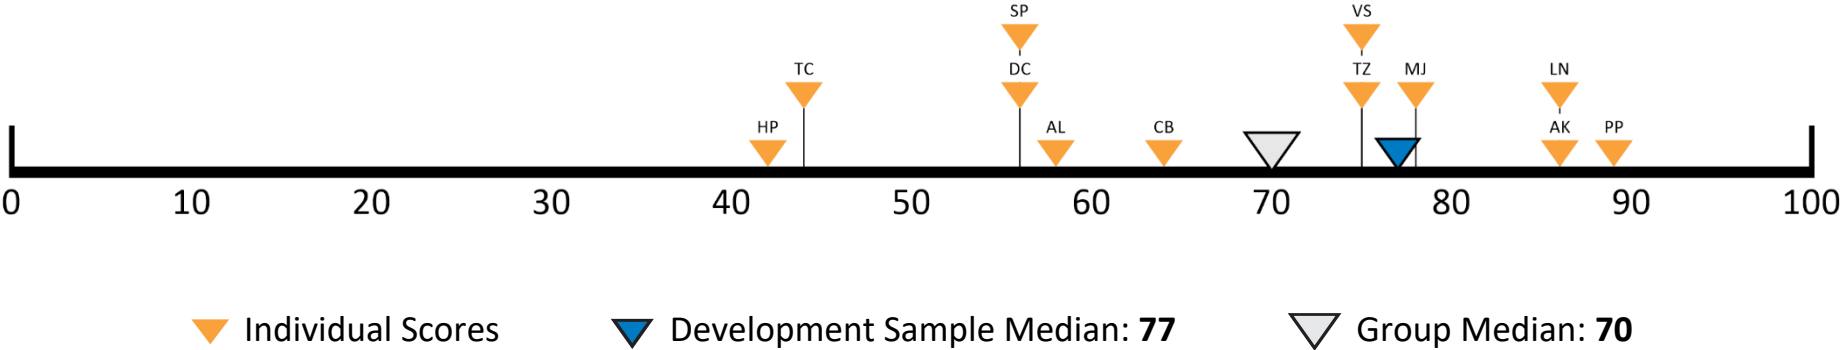 SP VS
TC DC TZ MJ LN
HP AL CB AK PP
0 10 20 30 40 50 60 70 80 90 100
Individual Scores Development Sample Median: 77 Group Median: 70